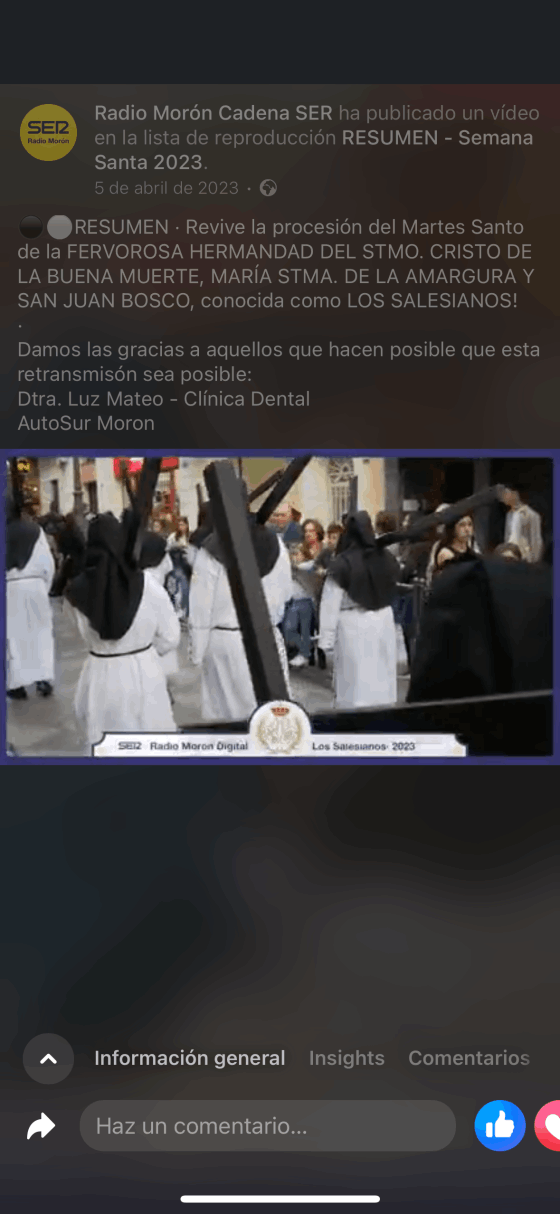 SER
Radio Morón
Radio Morón Cadena SER ha publicado un vídeo
en la lista de reproducción RESUMEN - Semana
Santa 2023.
5 de abril de 2023 ·
RESUMEN · Revive la procesión del Martes Santo
de la FERVOROSA HERMANDAD DEL STMO. CRISTO DE
LA BUENA MUERTE, MARÍA STMA. DE LA AMARGURA Y
SAN JUAN BOSCO, conocida como LOS SALESIANOS!
.
Damos las gracias a aquellos que hacen posible que esta
retransmisón sea posible:
Dtra. Luz Mateo - Clínica Dental
AutoSur Moron
SER Radio Moron Digital Los Salesianos 2023
Información general Insights Comentarios
Haz un comentario...